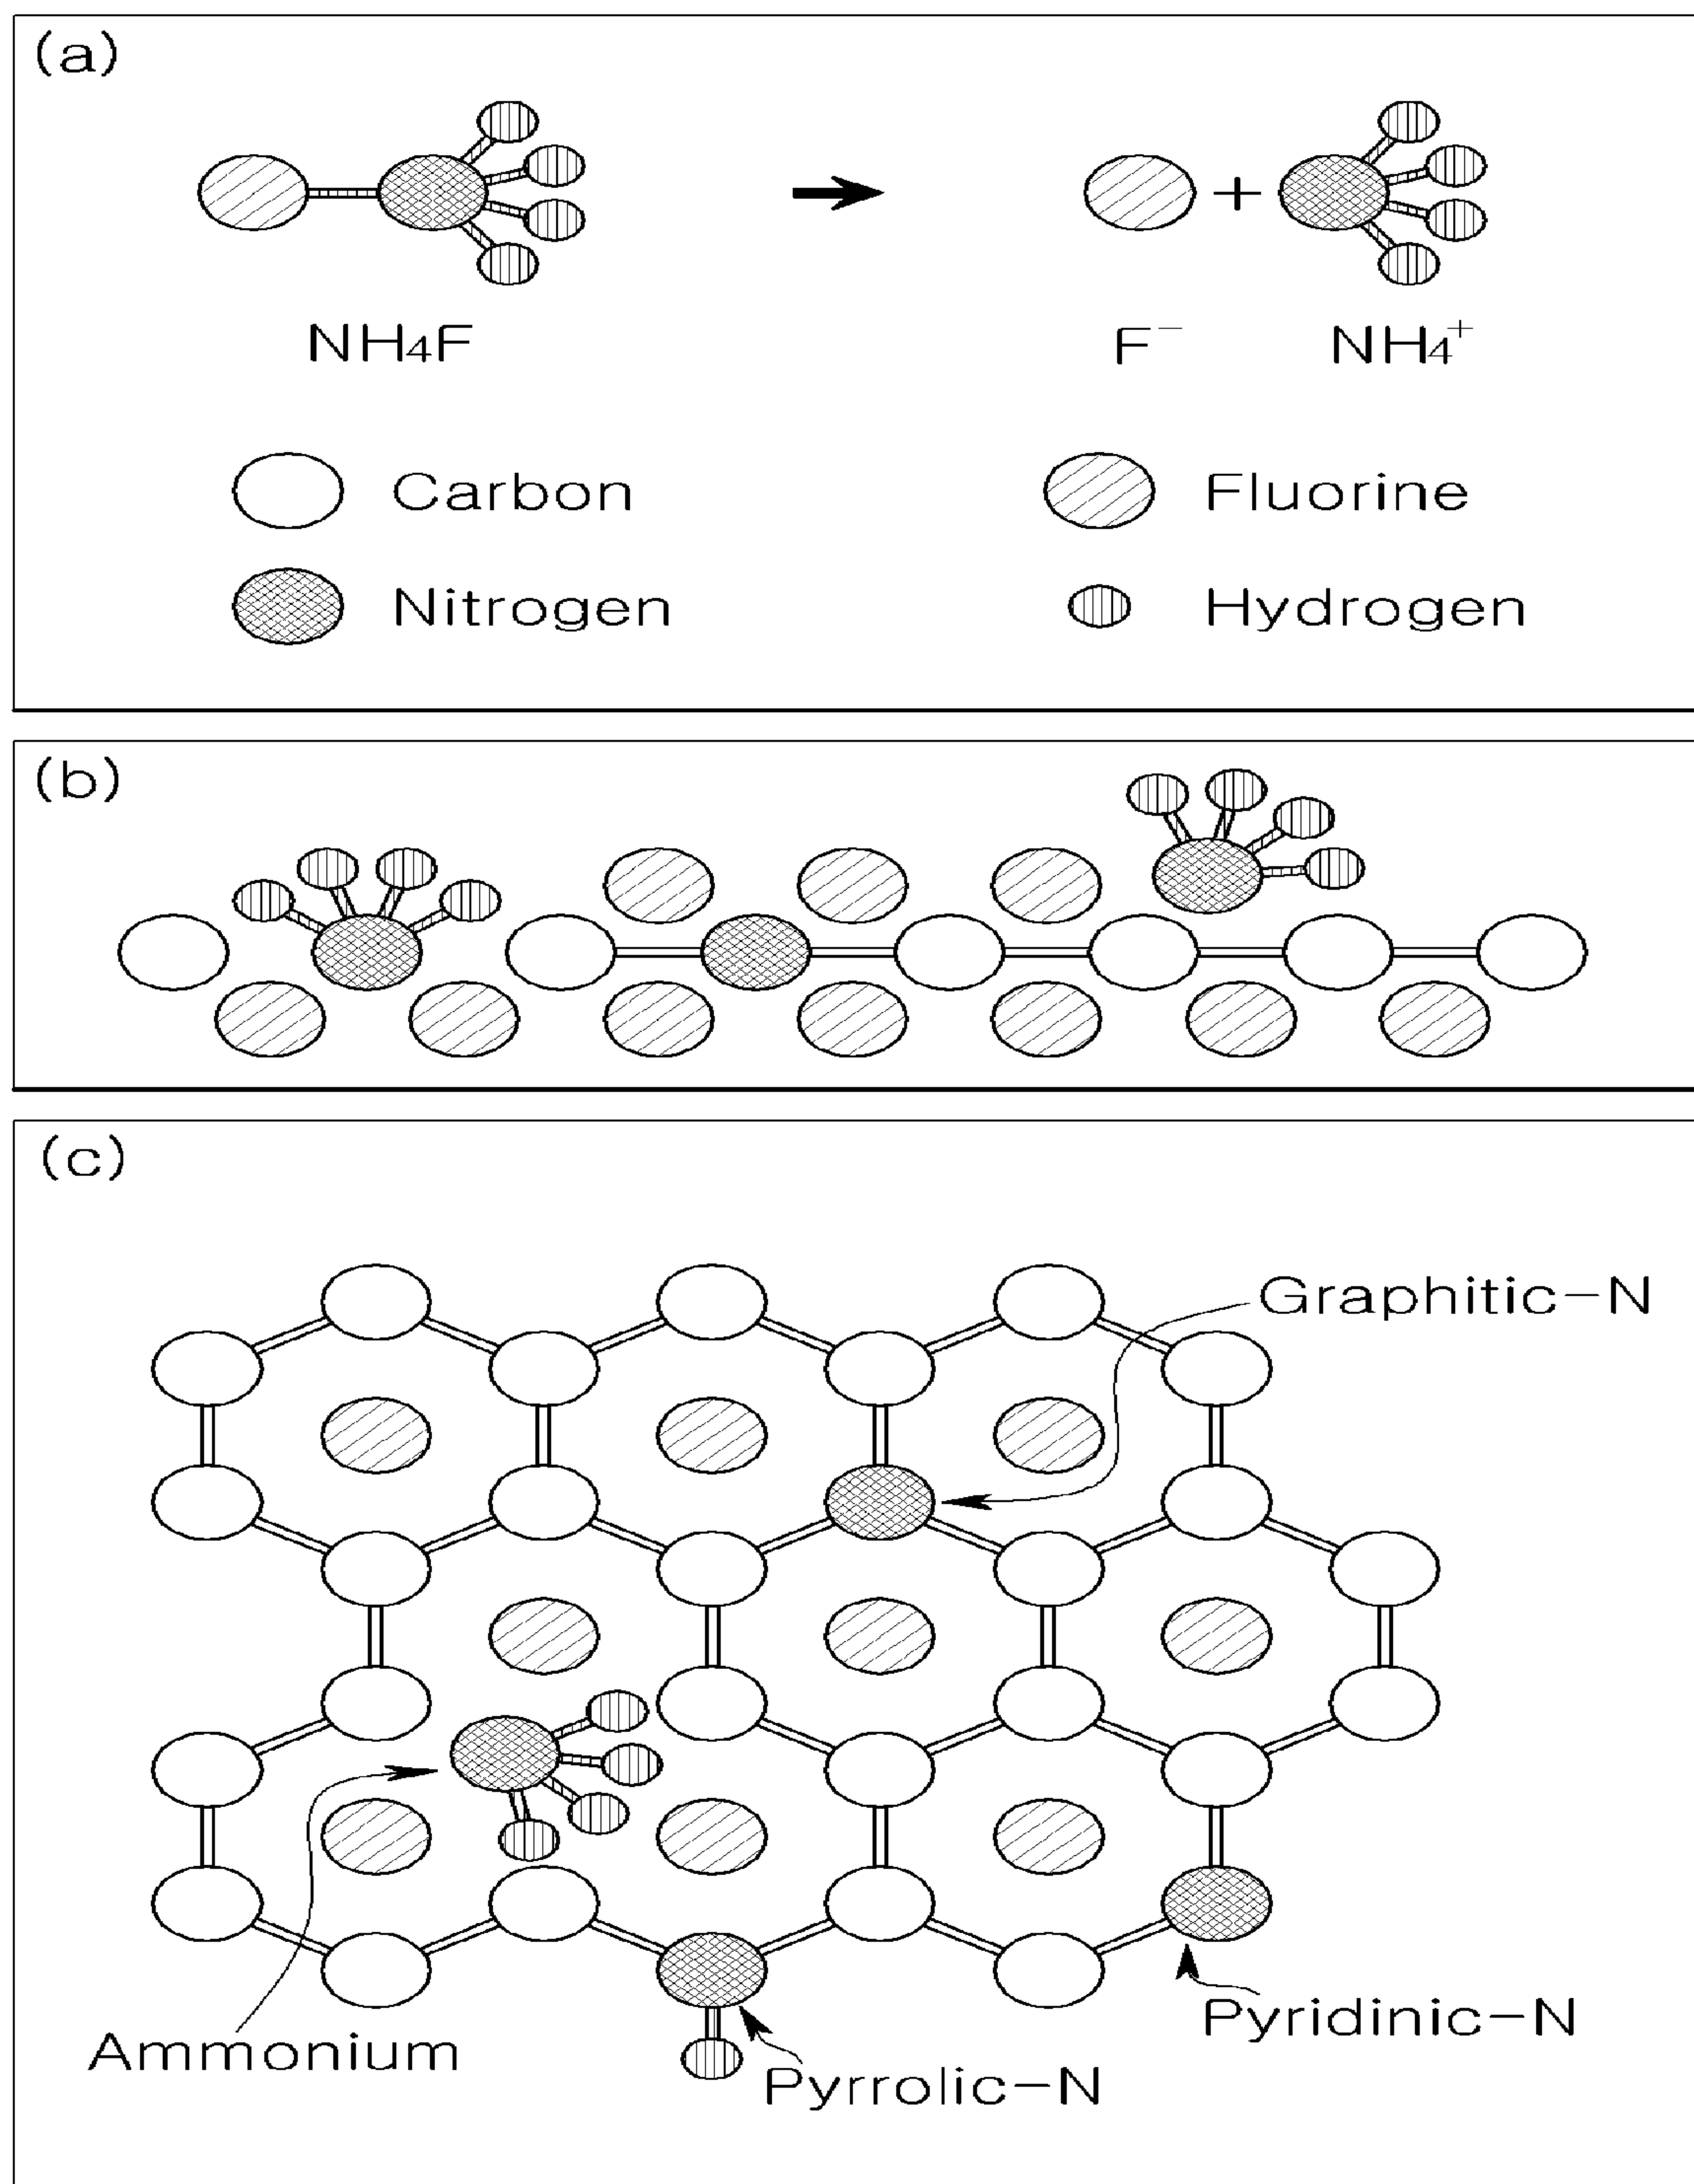 (a)
NH₄F
F⁻ NH₄⁺
Carbon Fluorine
Nitrogen Hydrogen
(b)
(c)
Graphitic-N
Pyridinic-N
Ammonium
Pyrrolic-N